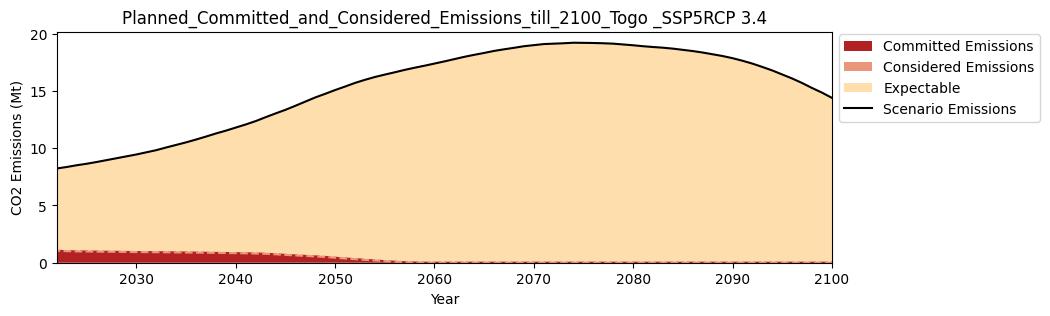 Planned_Committed_and_Considered_Emissions_till_2100_Togo _SSP5RCP 3.4
20
15
10
5
0
CO2 Emissions (Mt)
2030
2040
2050
2060
2070
2080
2090
2100
Year
Committed Emissions
Considered Emissions
Expectable
Scenario Emissions